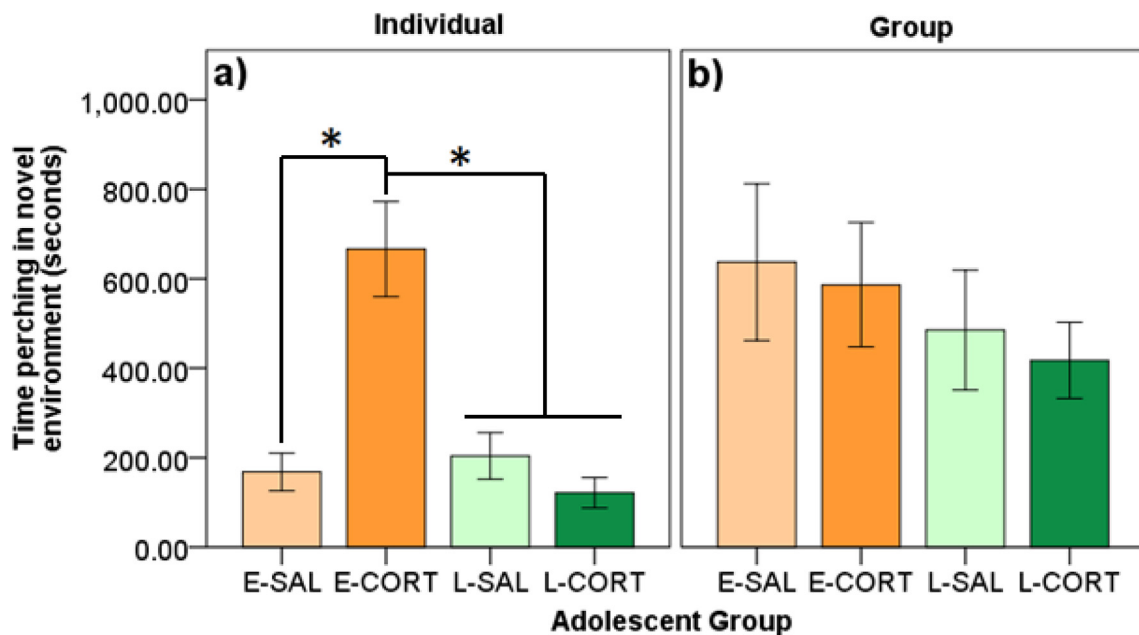 Individual
Group
a)
b)
Time perching in novel
environment (seconds)
1,000.00
800.00
600.00
400.00
200.00
0.00
*
*
E-SAL E-CORT L-SAL L-CORT
E-SAL E-CORT L-SAL L-CORT
Adolescent Group